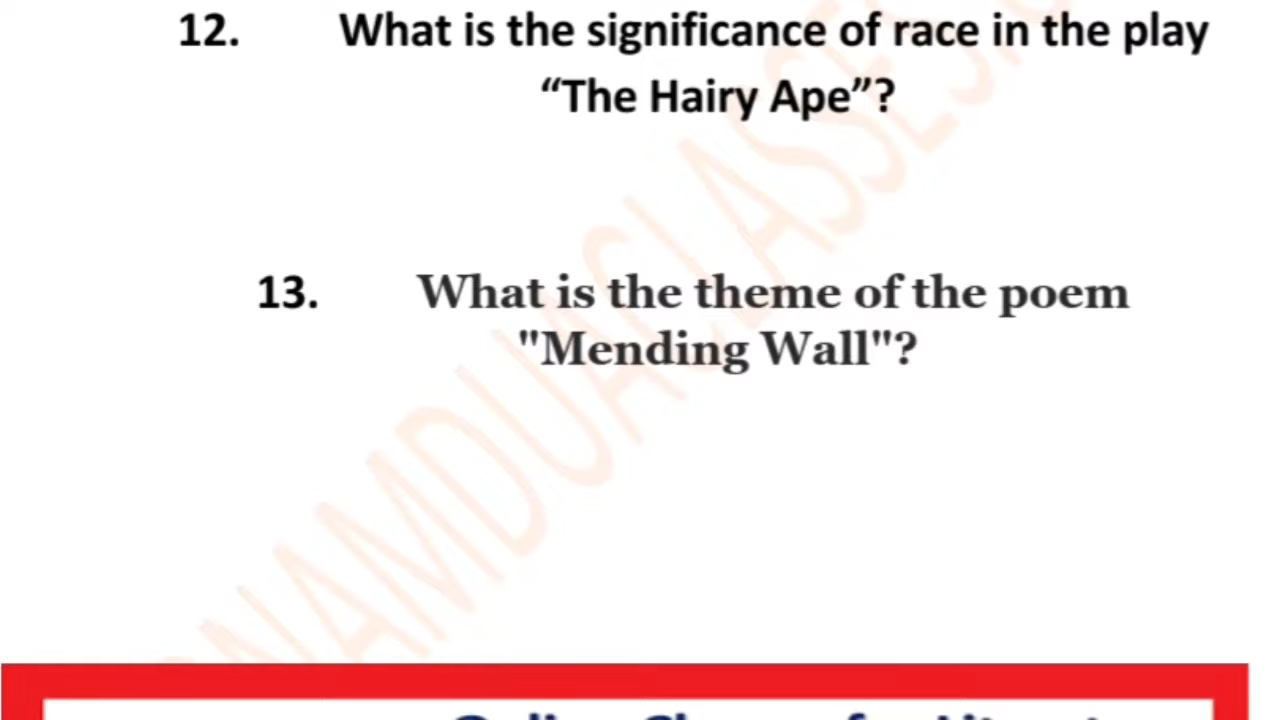 12. What is the significance of race in the play
“The Hairy Ape”?
13. What is the theme of the poem
"Mending Wall"?